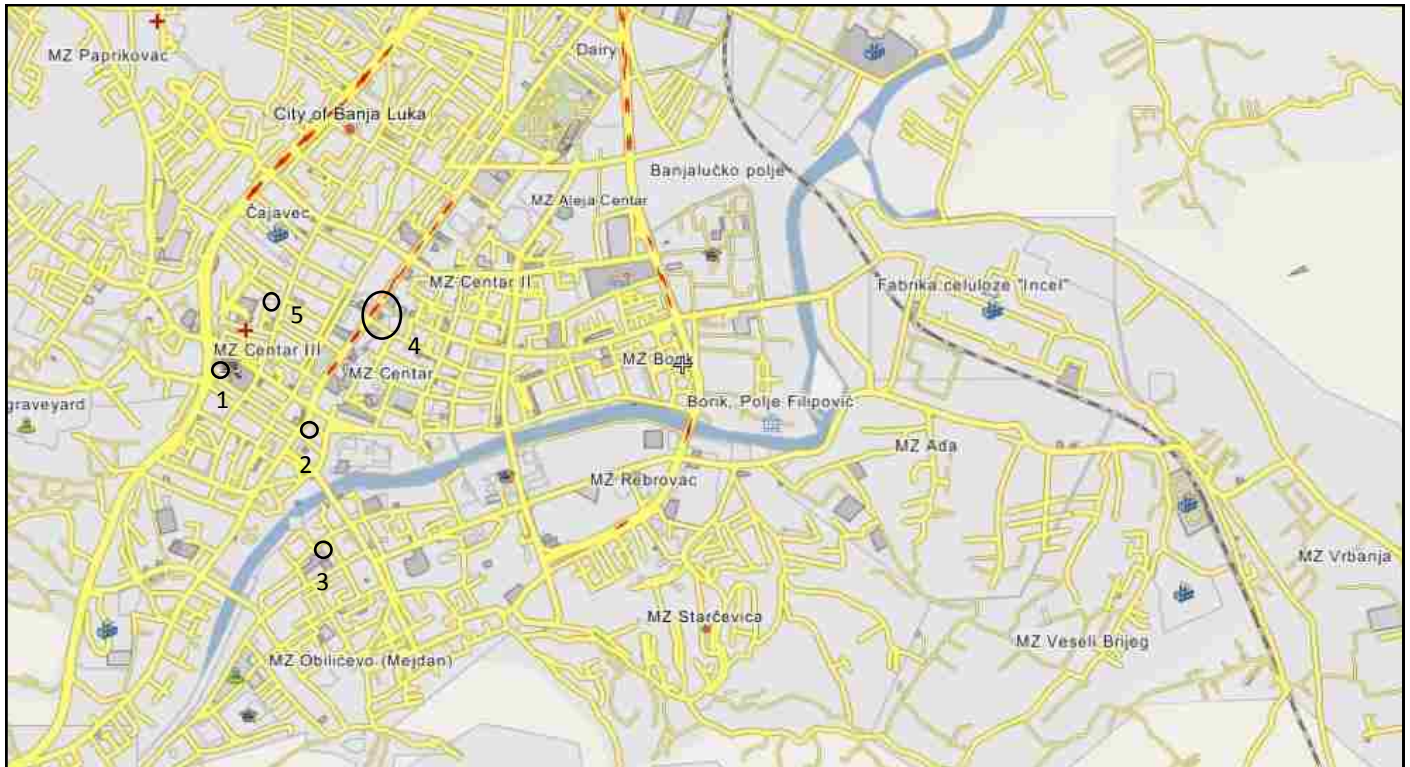 Dairy
MZ Paprikovac
City of Banja Luka
Banjalučko polje
MZ Aleja Centar
Čajavec
MZ Centar II
Fabrika celuloze "Incel"
5
4
MZ Centar III
MZ Borik
MZ Centar
1
graveyard
Borik, Polje Filipović
MZ Ada
2
MZ Rebrovac
MZ Vrbanja
3
MZ Starčevica
MZ Veseli Brijeg
MZ Obilićevo (Mejdan)